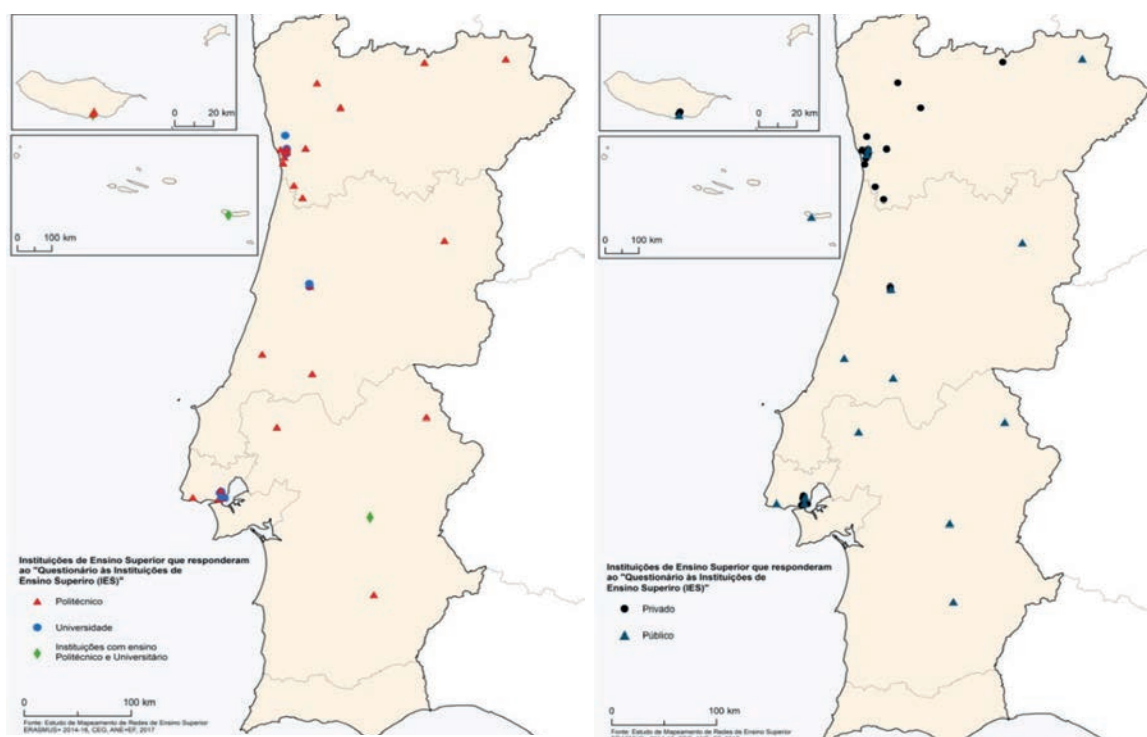 0 20 km
0 100 km
Instituições de Ensino Superior que responderam
ao "Questionário às Instituições de
Ensino Superiro (IES)"
Politécnico
Universidade
Instituições com ensino
Politécnico e Universitário
0 100 km
Fonte: Estudo de Mapeamento de Redes de Ensino Superior
ERASMUS+ 2014-16, CEG, ANE+EF, 2017
0 20 km
0 100 km
Instituições de Ensino Superior que responderam
ao "Questionário às Instituições de
Ensino Superiro (IES)"
Privado
Público
0 100 km
Fonte: Estudo de Mapeamento de Redes de Ensino Superior